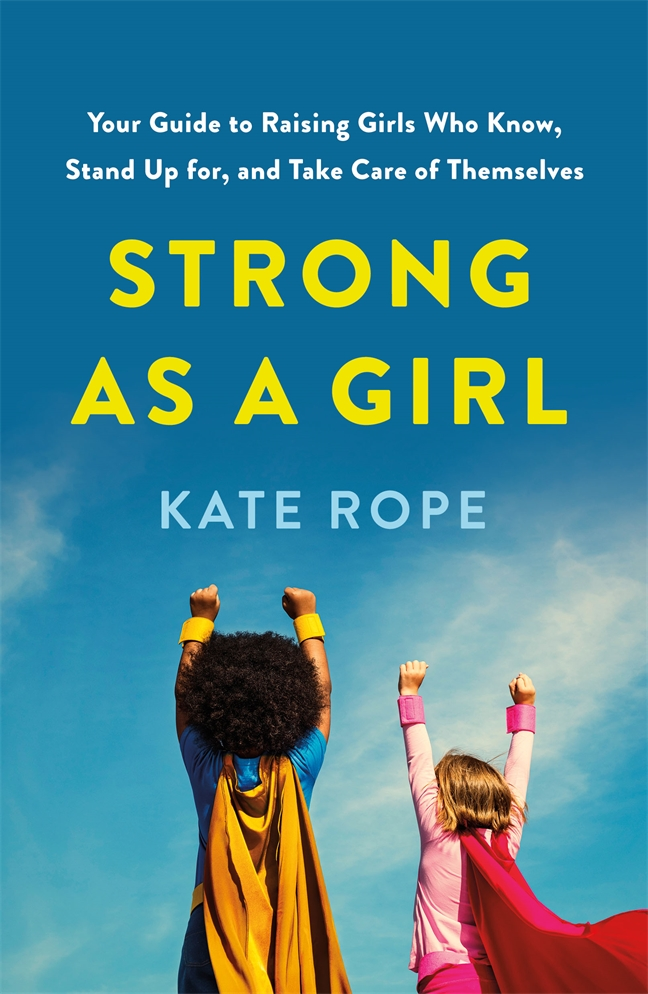 Your Guide to Raising Girls Who Know,
Stand Up for, and Take Care of Themselves
STRONG
AS A GIRL
KATE ROPE